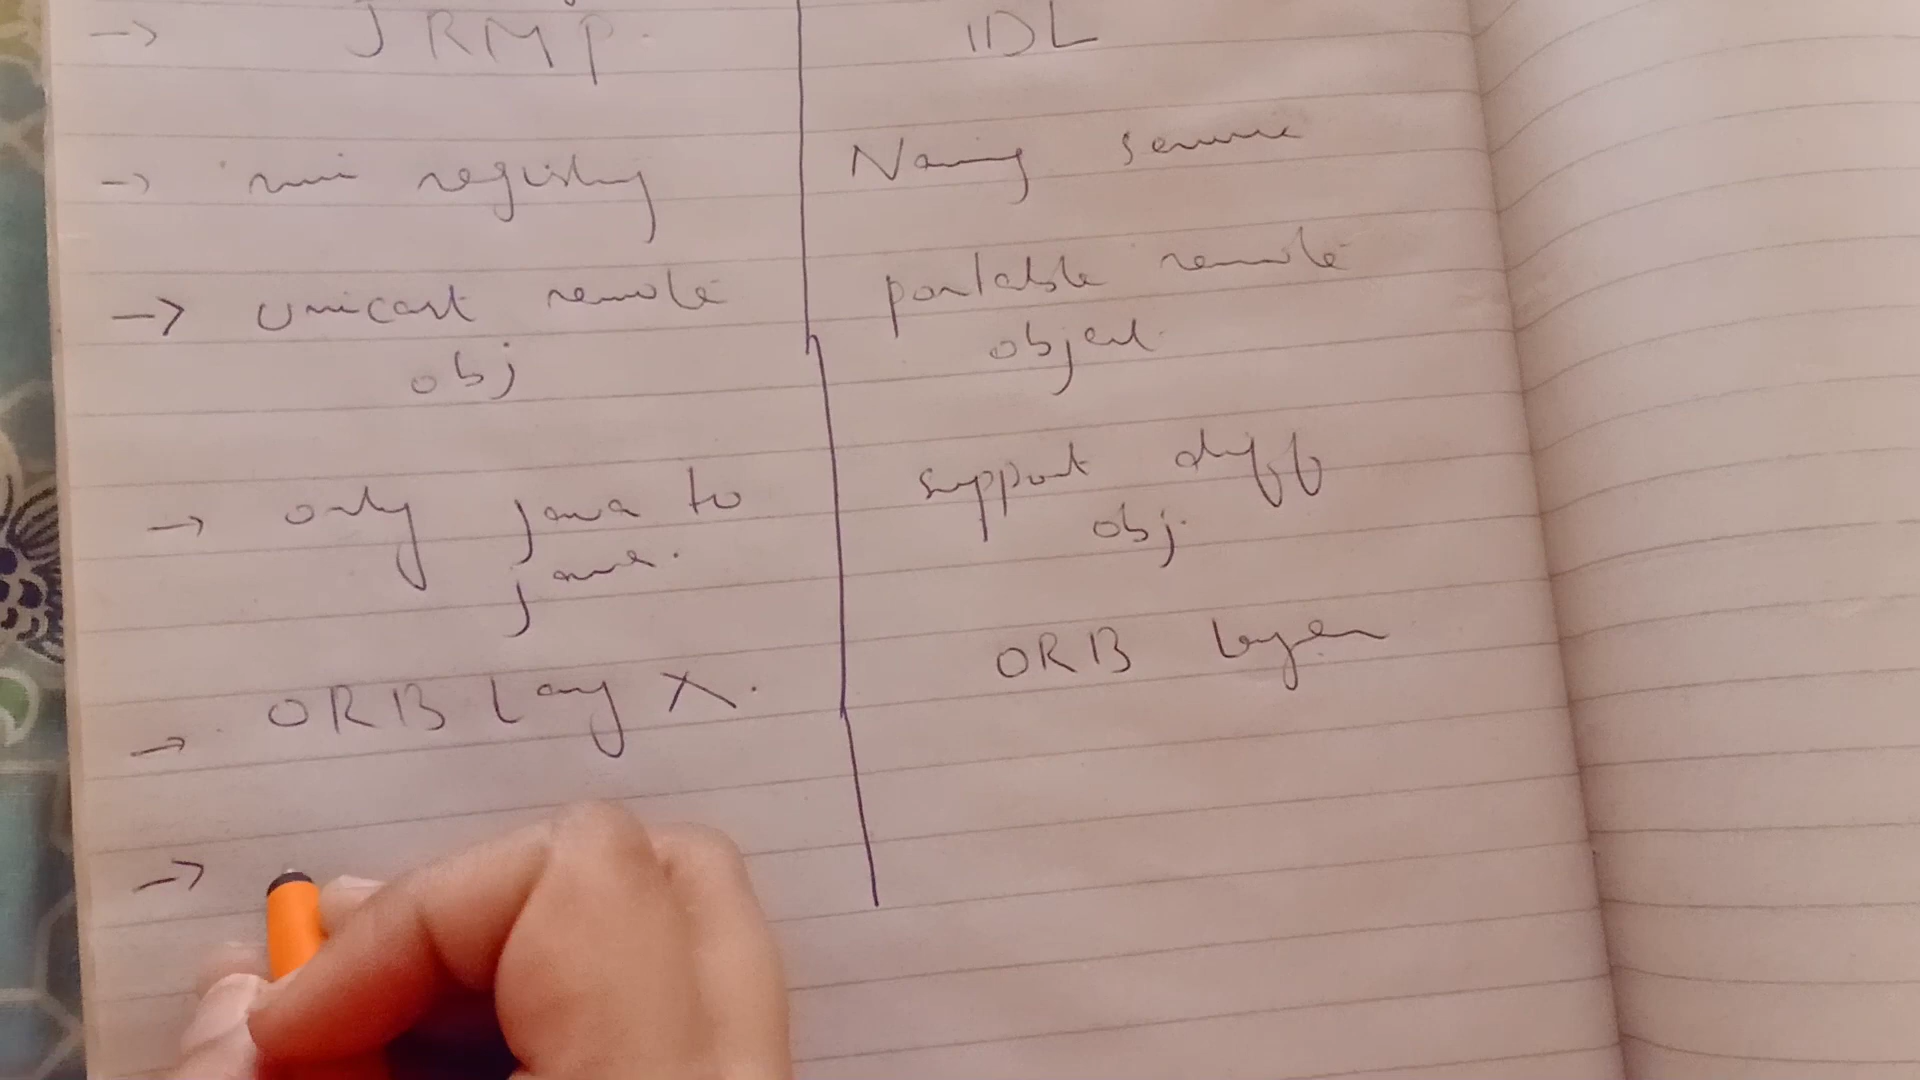 → JRMP. IDL
→ rmi registry Naming service
→ unicast remote portable remote
obj object.
→ only java to support diff
java. obj.
→ ORB Lay X. ORB layer
→